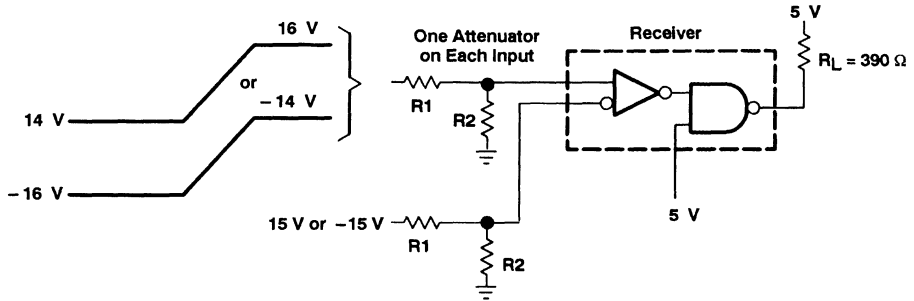 16 V
or
– 14 V
14 V
– 16 V
One Attenuator
on Each Input
R1
R2
Receiver
5 V
RL = 390 Ω
5 V
15 V or –15 V
R1
R2